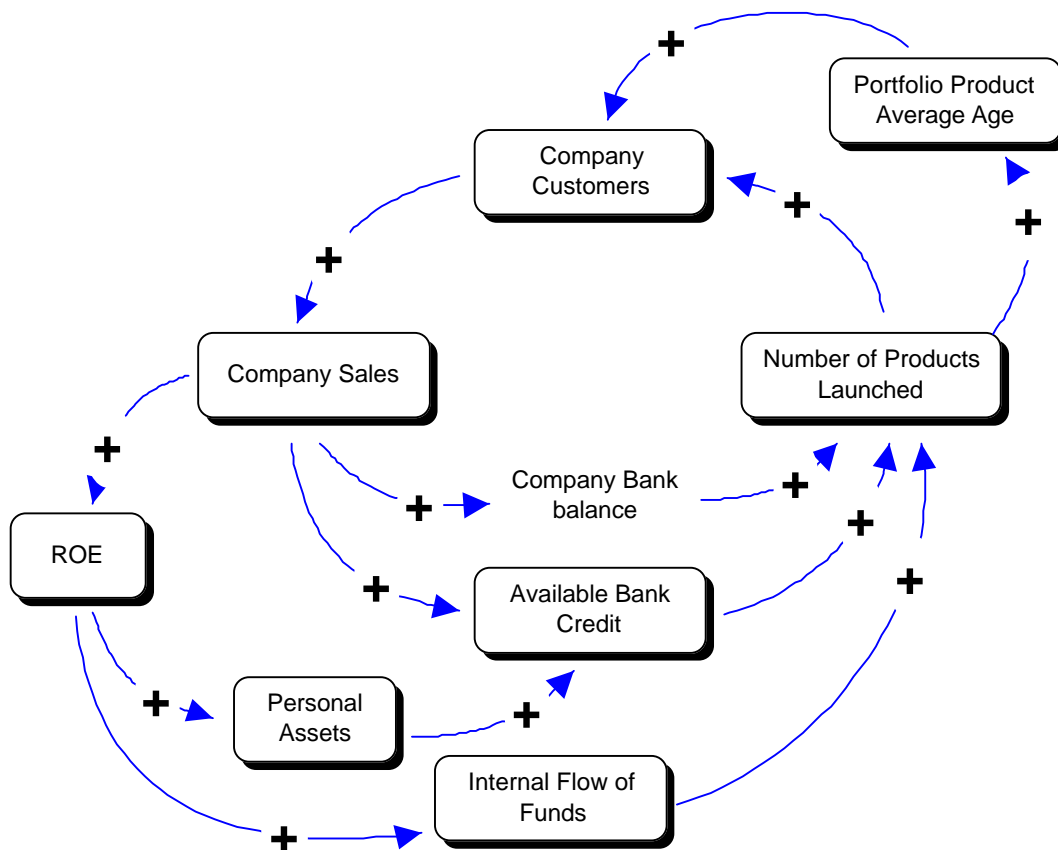 +
Portfolio Product
Average Age
Company
Customers
+
+
+
Company Sales
Number of Products
Launched
+
Company Bank
balance
+
+
ROE
+
+
+
Available Bank
Credit
Personal
Assets
+
+
Internal Flow of
Funds
+